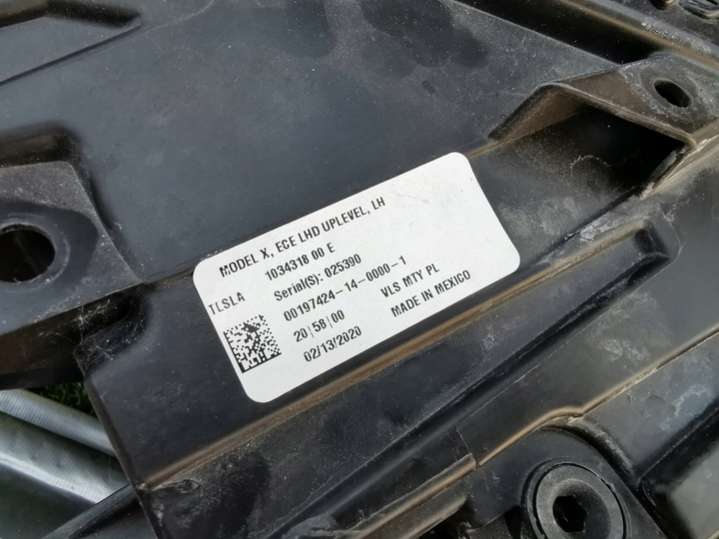 MODEL X, ECE LHD UPLEVEL, LH
1034318 00 E
TLSLA
Serial(S): 025390
00197424-14-0000-1
20|58|00
VLS MTY PL
02/13/2020
MADE IN MEXICO